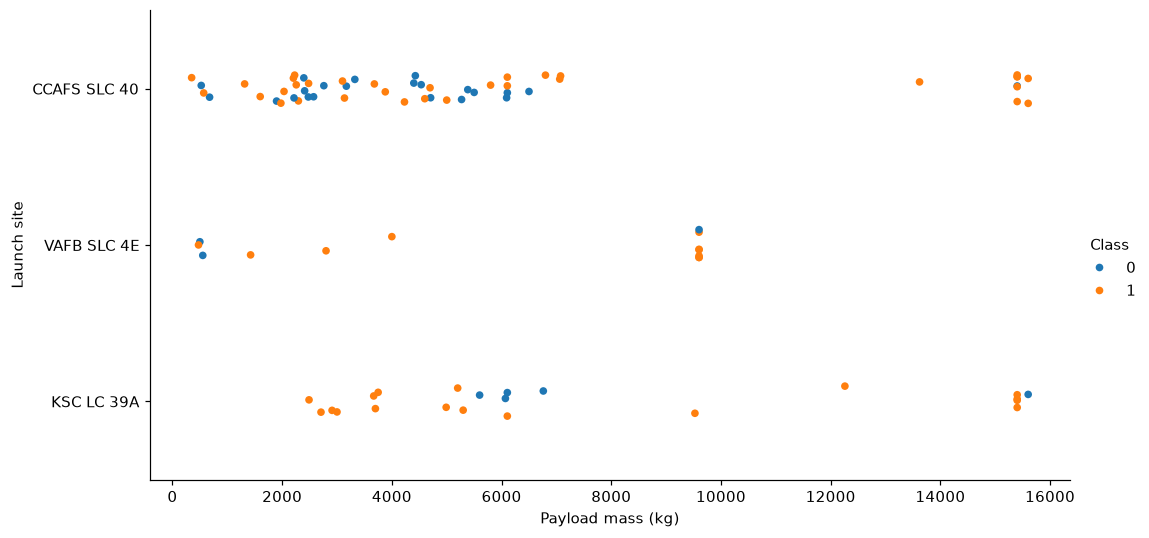 CCAFS SLC 40
VAFB SLC 4E
KSC LC 39A
Launch site
0 2000 4000 6000 8000 10000 12000 14000 16000
Payload mass (kg)
Class
0
1